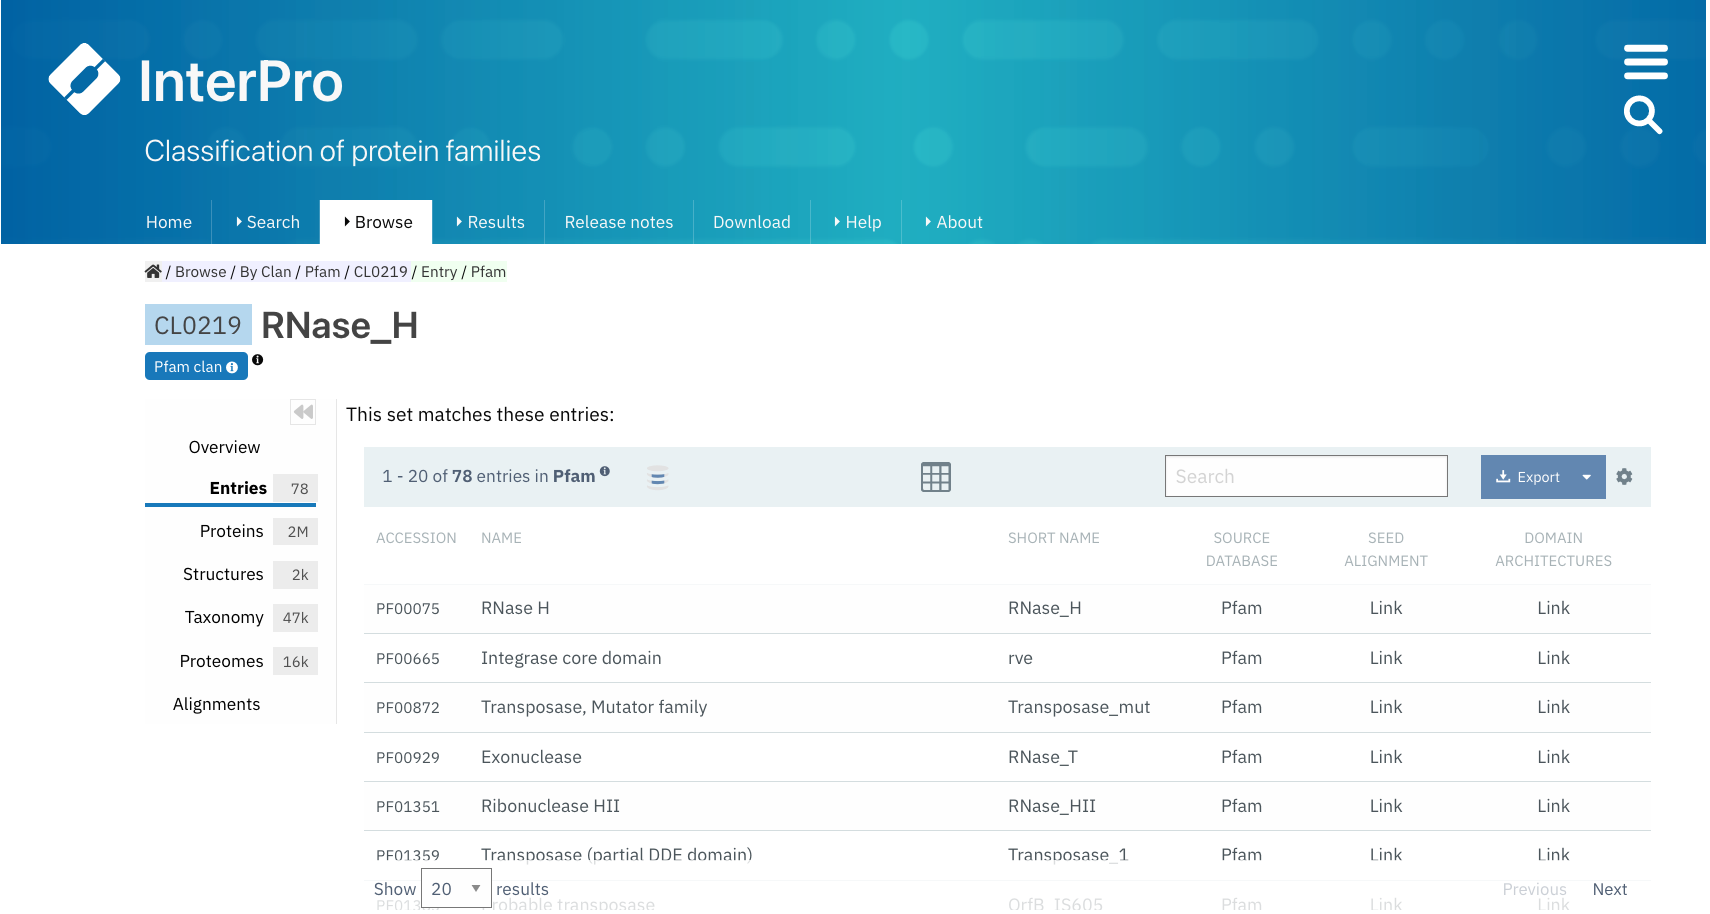 InterPro
Classification of protein families
Home Search Browse Results Release notes Download Help About
/ Browse / By Clan / Pfam / CL0219 / Entry / Pfam
CL0219 RNase_H
Pfam clan
This set matches these entries:
Overview
Entries 78
Proteins 2M
Structures 2k
Taxonomy 47k
Proteomes 16k
Alignments
1 - 20 of 78 entries in Pfam
Search
Export
ACCESSION NAME SHORT NAME SOURCE DATABASE SEED ALIGNMENT DOMAIN ARCHITECTURES
PF00075 RNase H RNase_H Pfam Link Link
PF00665 Integrase core domain rve Pfam Link Link
PF00872 Transposase, Mutator family Transposase_mut Pfam Link Link
PF00929 Exonuclease RNase_T Pfam Link Link
PF01351 Ribonuclease HII RNase_HII Pfam Link Link
PF01359 Transposase (partial DDE domain) Transposase_1 Pfam Link Link
Show 20 results Previous Next
Probable transposase OrfB_IS605 Pfam Link Link